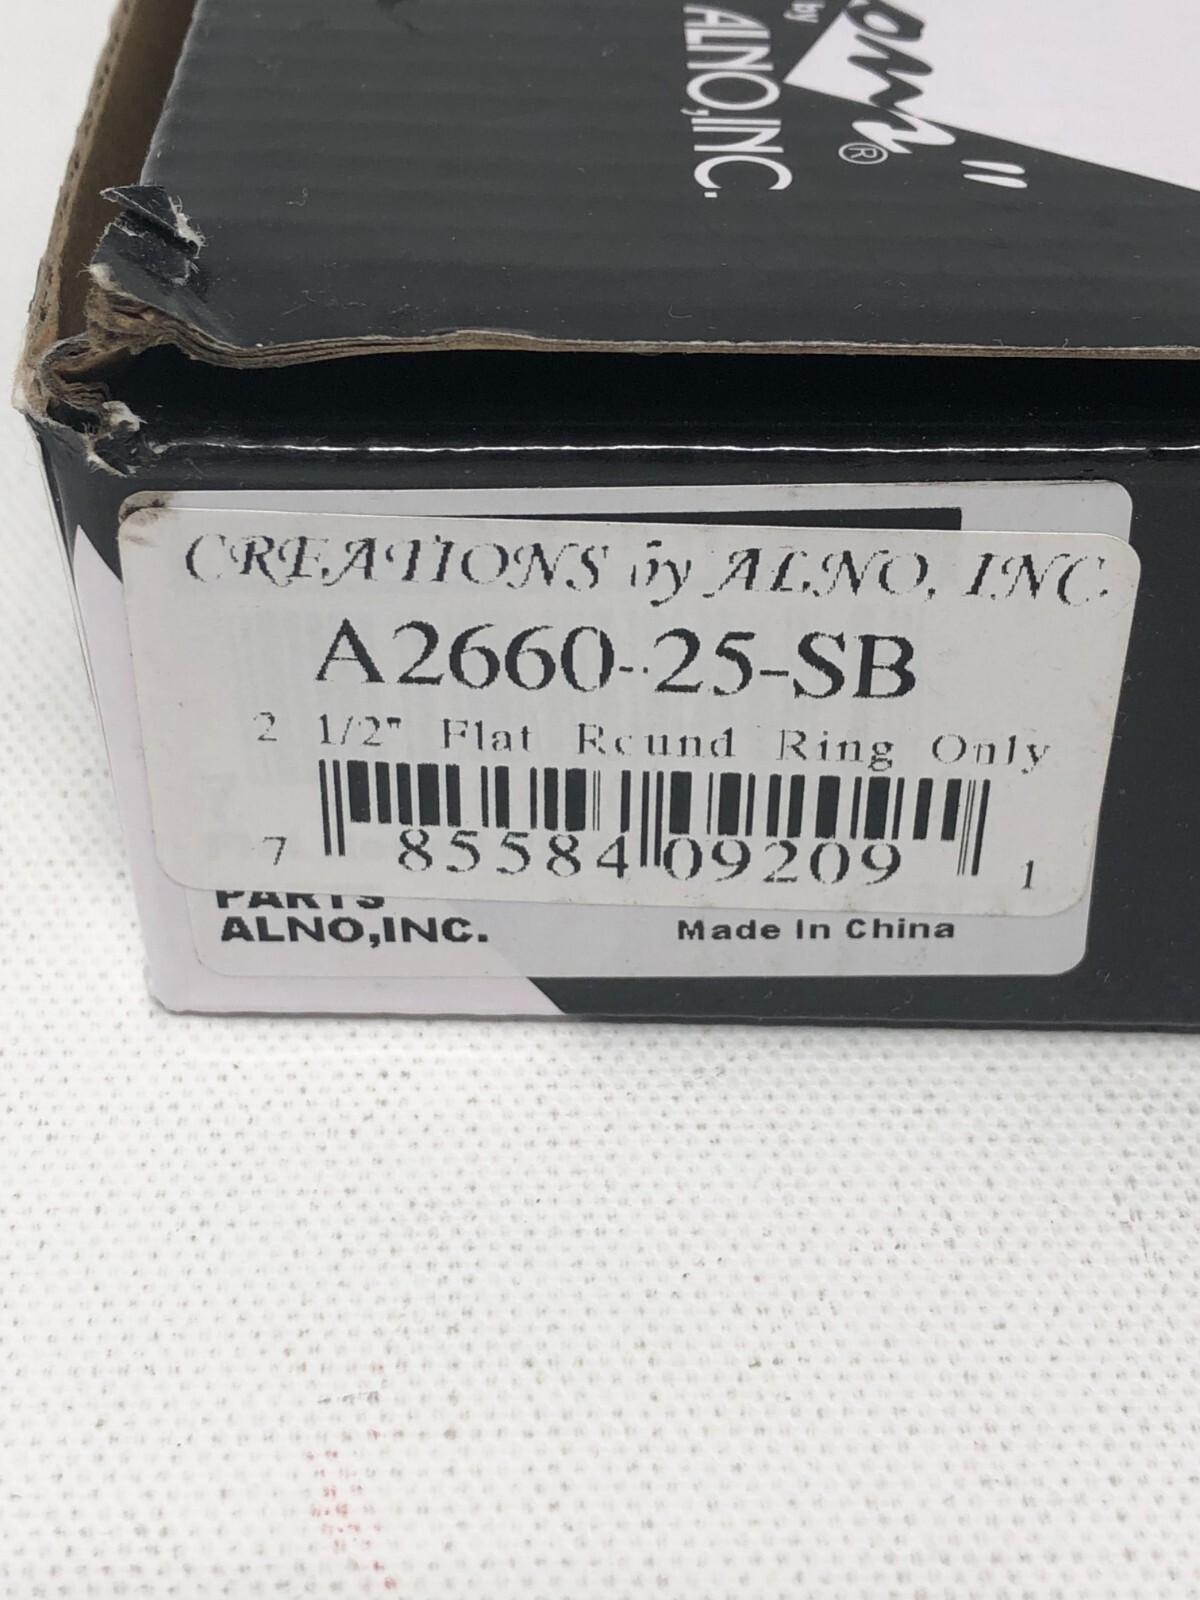 by
ALNO,INC.
®
"
CREATIONS by ALNO, INC.
A2660-25-SB
2 1/2" Flat Round Ring Only
7 85584 09209 1
PARTS
ALNO,INC.
Made In China